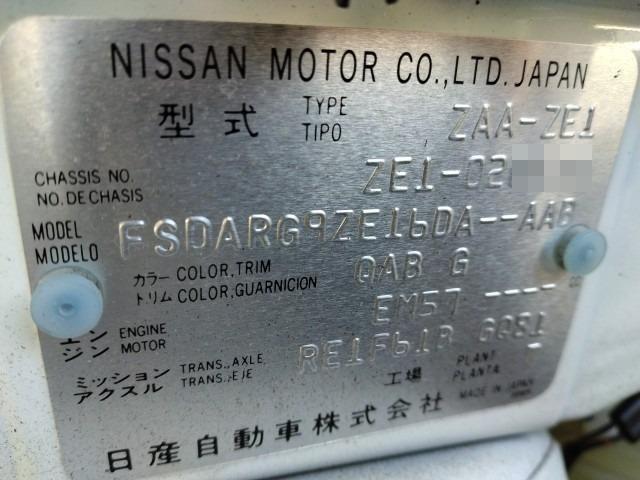 NISSAN MOTOR CO.,LTD. JAPAN
型式 TYPE TIPO ZAA-ZE1
CHASSIS NO. NO. DE CHASIS ZE1-02
MODEL MODELO FSDARG9ZE16DA--AAB
カラー COLOR, TRIM QAB G
トリム COLOR, GUARNICION
エンジン ENGINE MOTOR EM57 ----
ミッション アクスル TRANS., AXLE TRANS., EJE RE1F61B GQ81
工場 PLANT PLANTA
日産自動車株式会社 MADE IN JAPAN